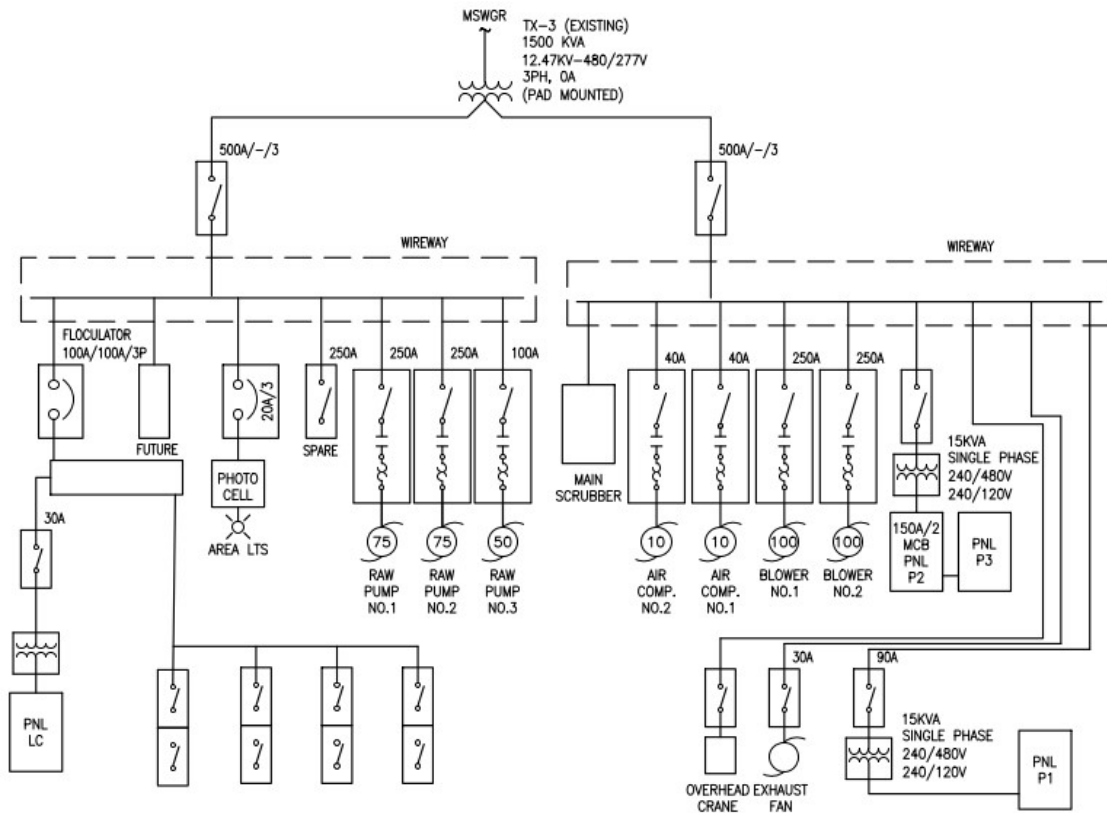 MSWGR
TX-3 (EXISTING)
1500 KVA
12.47KV-480/277V
3PH, OA
(PAD MOUNTED)
500A/-/3
500A/-/3
WIREWAY
WIREWAY
FLOCULATOR
100A/100A/3P
FUTURE
20A/3
PHOTO
CELL
AREA LTS
250A
SPARE
250A
75
RAW
PUMP
NO.1
250A
75
RAW
PUMP
NO.2
100A
50
RAW
PUMP
NO.3
30A
PNL
LC
MAIN
SCRUBBER
40A
10
AIR
COMP.
NO.2
40A
10
AIR
COMP.
NO.1
250A
100
BLOWER
NO.1
250A
100
BLOWER
NO.2
15KVA
SINGLE PHASE
240/480V
240/120V
150A/2
MCB
PNL
P2
PNL
P3
OVERHEAD
CRANE
30A
EXHAUST
FAN
90A
15KVA
SINGLE PHASE
240/480V
240/120V
PNL
P1